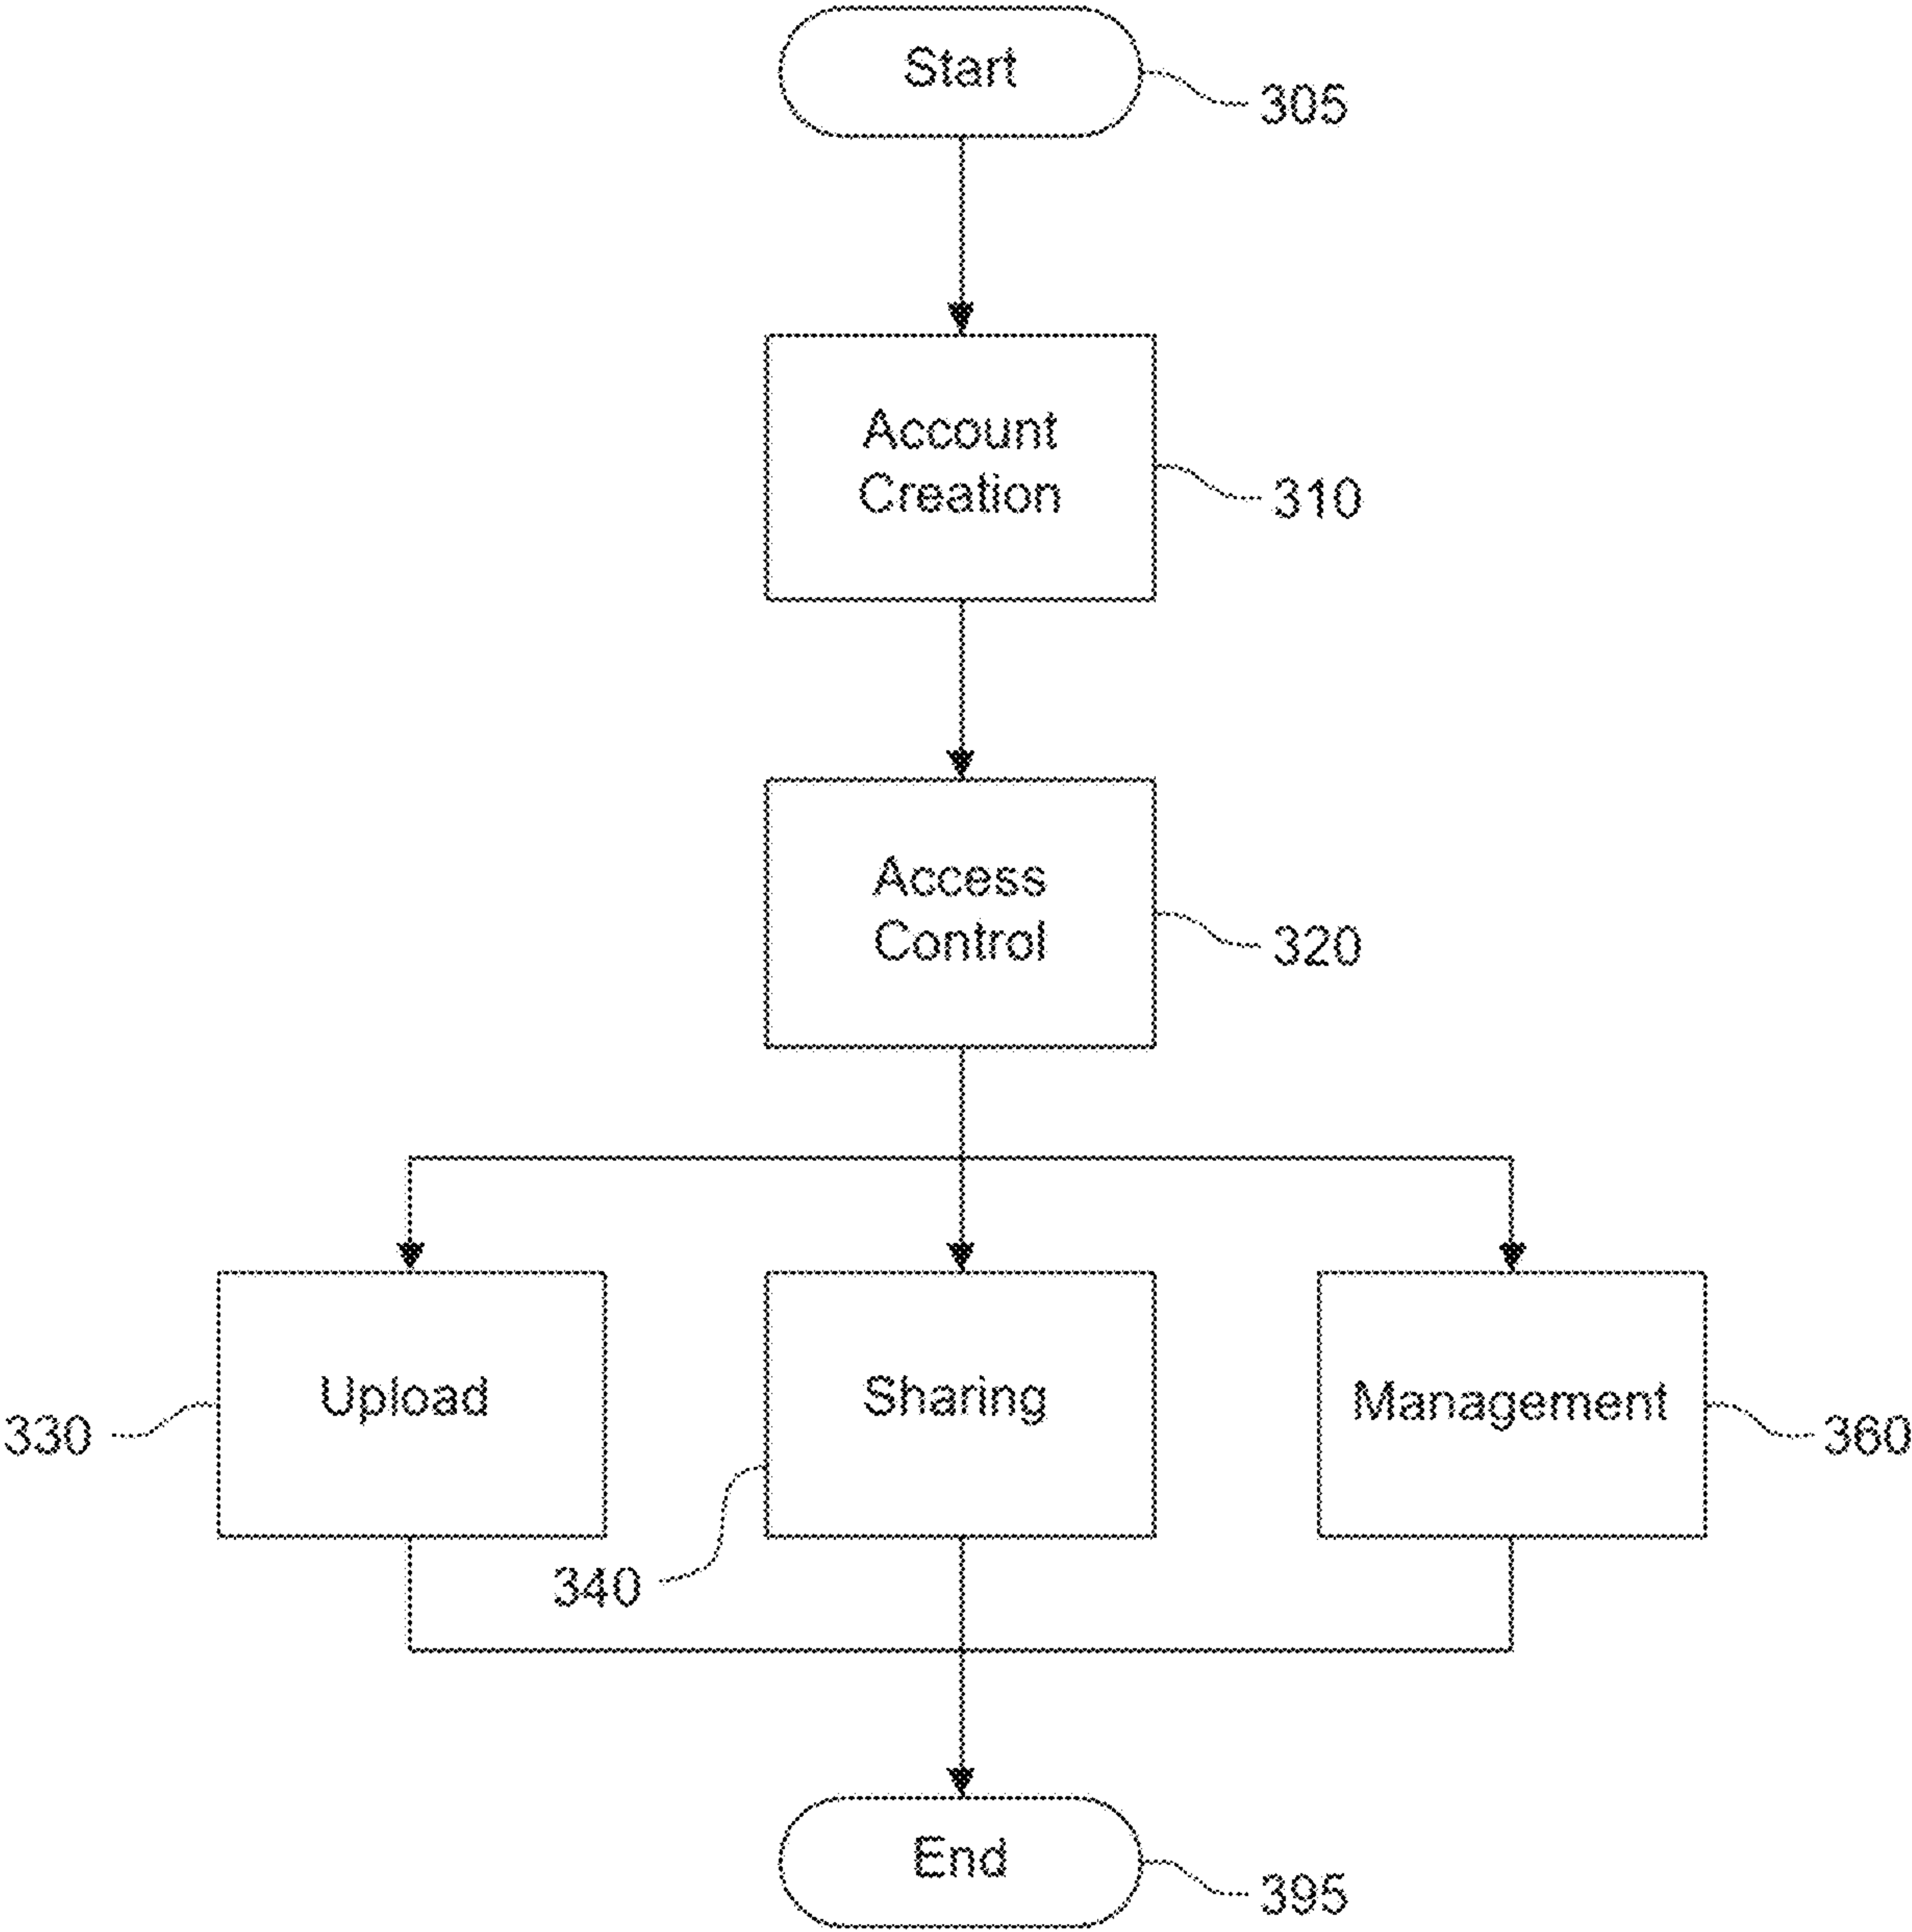 Start
305
Account
Creation
310
Access
Control
320
Upload
Sharing
Management
330
360
340
End
395